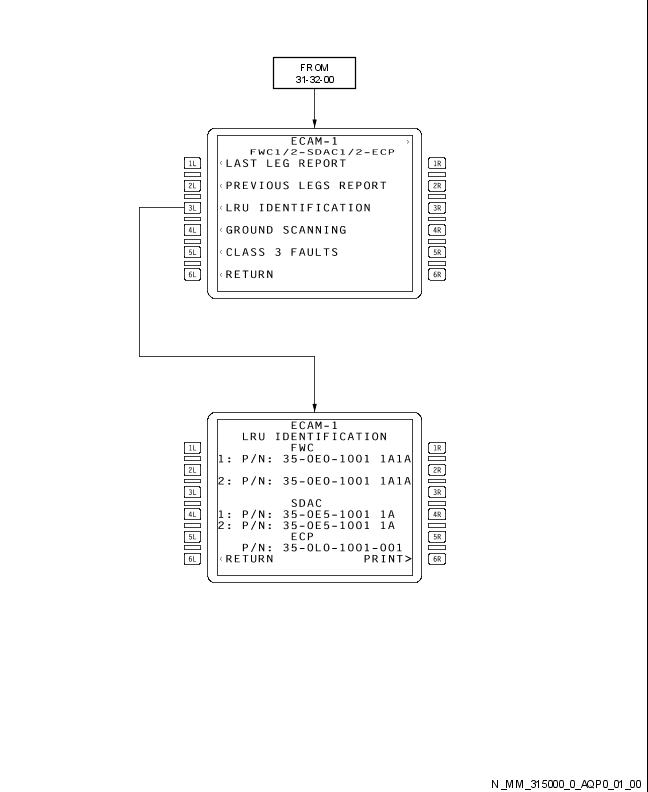 FROM
31-32-00
ECAM-1 ›
FWC1/2-SDAC1/2-ECP
1L ‹LAST LEG REPORT 1R
2L ‹PREVIOUS LEGS REPORT 2R
3L ‹LRU IDENTIFICATION 3R
4L ‹GROUND SCANNING 4R
5L ‹CLASS 3 FAULTS 5R
6L ‹RETURN 6R
ECAM-1
LRU IDENTIFICATION
1L FWC 1R
1: P/N: 35-0E0-1001 1A1A
2L 2R
2: P/N: 35-0E0-1001 1A1A
3L 3R
SDAC
4L 1: P/N: 35-0E5-1001 1A 4R
2: P/N: 35-0E5-1001 1A
5L ECP 5R
P/N: 35-0L0-1001-001
6L ‹RETURN PRINT> 6R
N_MM_315000_0_AQP0_01_00